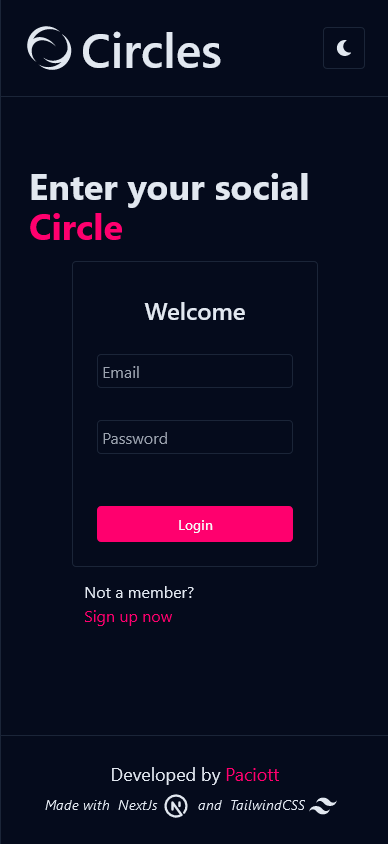 Circles
Enter your social
Circle
Welcome
Email
Password
Login
Not a member?
Sign up now
Developed by Paciott
Made with NextJs and TailwindCSS